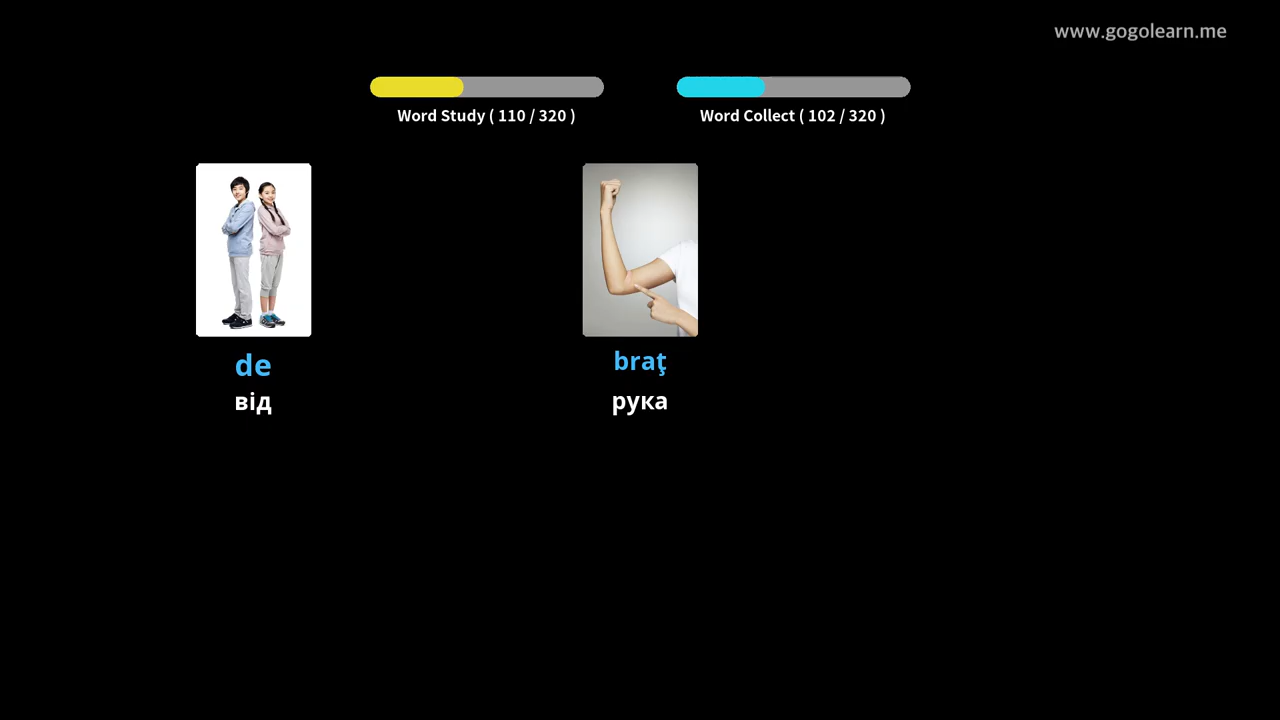 www.gogolearn.me
Word Study ( 110 / 320 )
Word Collect ( 102 / 320 )
de
від
braţ
рука